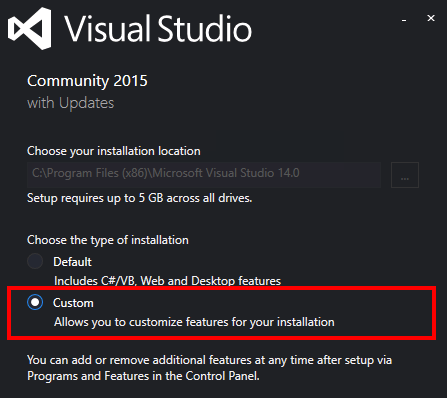 Visual Studio
Community 2015
with Updates
Choose your installation location
C:\Program Files (x86)\Microsoft Visual Studio 14.0
...
Setup requires up to 5 GB across all drives.
Choose the type of installation
Default
Includes C#/VB, Web and Desktop features
Custom
Allows you to customize features for your installation
You can add or remove additional features at any time after setup via
Programs and Features in the Control Panel.